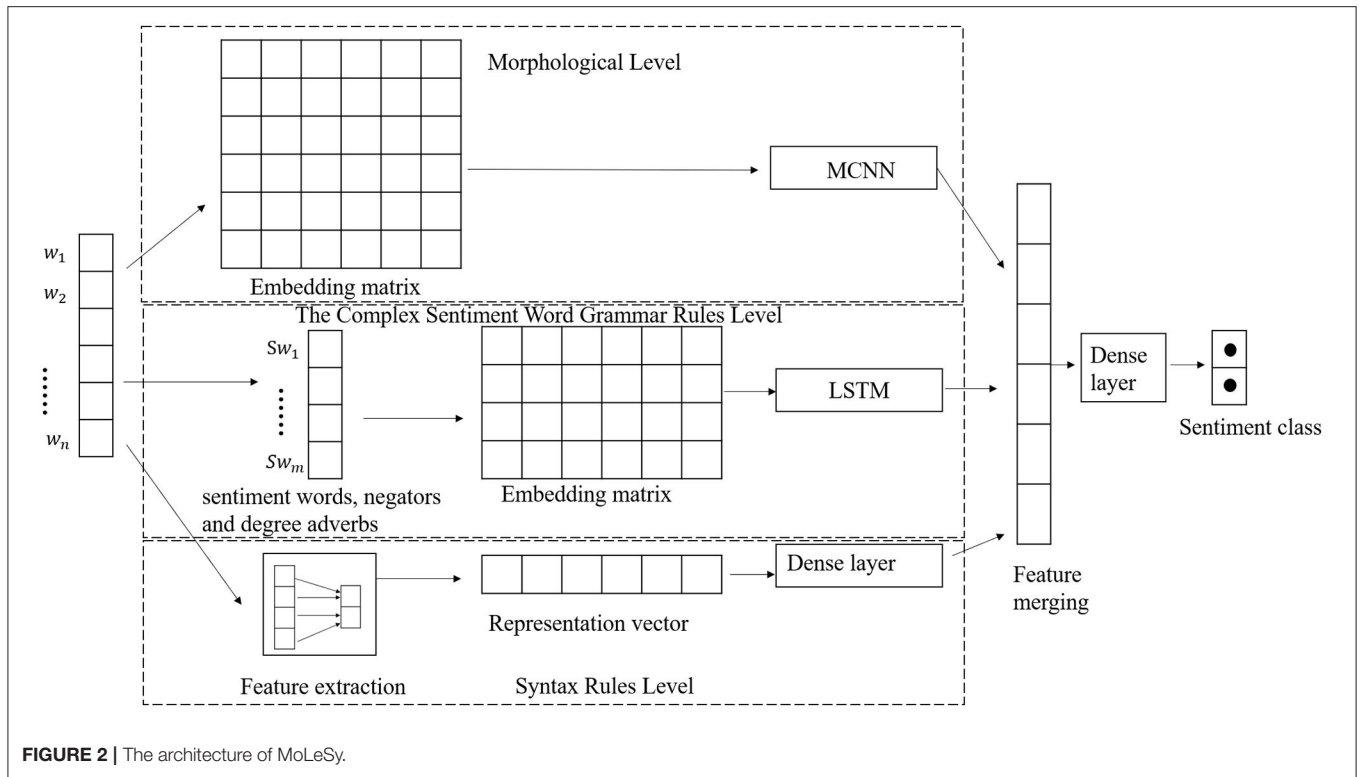 Morphological Level
MCNN
Embedding matrix
w₁
w₂
......
wₙ
The Complex Sentiment Word Grammar Rules Level
Sw₁
......
Swₘ
sentiment words, negators
and degree adverbs
Embedding matrix
LSTM
Feature extraction
Representation vector
Dense layer
Syntax Rules Level
Feature
merging
Dense
layer
Sentiment class
FIGURE 2 | The architecture of MoLeSy.